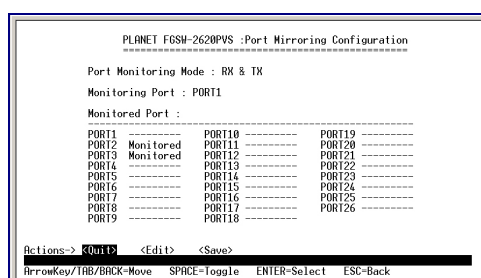 PLANET FGSW-2620PVS :Port Mirroring Configuration
================================================
Port Monitoring Mode : RX & TX
Monitoring Port : PORT1
Monitored Port :
-------------------------------------------------------
PORT1 --------- PORT10 --------- PORT19 ---------
PORT2 Monitored PORT11 --------- PORT20 ---------
PORT3 Monitored PORT12 --------- PORT21 ---------
PORT4 --------- PORT13 --------- PORT22 ---------
PORT5 --------- PORT14 --------- PORT23 ---------
PORT6 --------- PORT15 --------- PORT24 ---------
PORT7 --------- PORT16 --------- PORT25 ---------
PORT8 --------- PORT17 --------- PORT26 ---------
PORT9 --------- PORT18 ---------
Actions-> <Quit> <Edit> <Save>
ArrowKey/TAB/BACK=Move SPACE=Toggle ENTER=Select ESC=Back